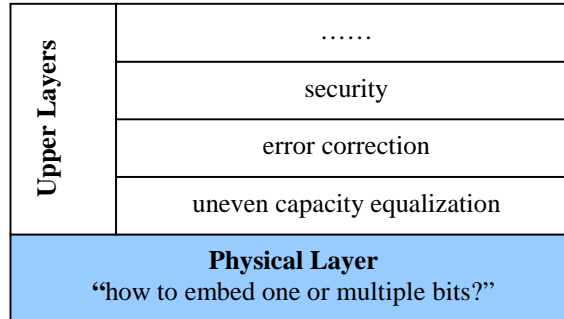 Upper Layers
……
security
error correction
uneven capacity equalization
Physical Layer
“how to embed one or multiple bits?”